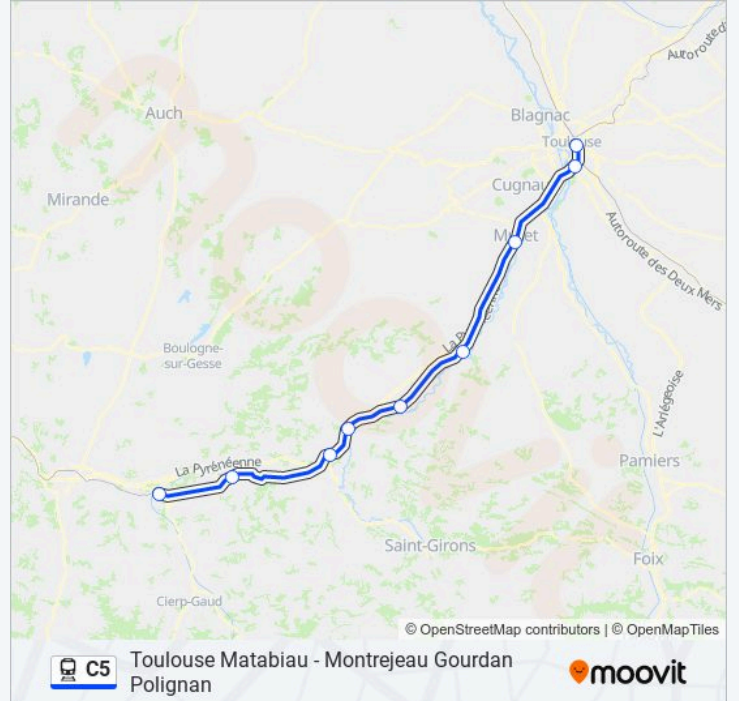 Autoroute d
Blagnac
Auch
Toulouse
Cugnau
Mirande
Muret
Autoroute des Deux Mers
Boulogne-
sur-Gesse
L'Ariégeoise
La Pyrénéenne
Pamiers
Saint-Girons
Foix
Cierp-Gaud
© OpenStreetMap contributors | © OpenMapTiles
C5
Toulouse Matabiau - Montrejeau Gourdan
Polignan
moovit